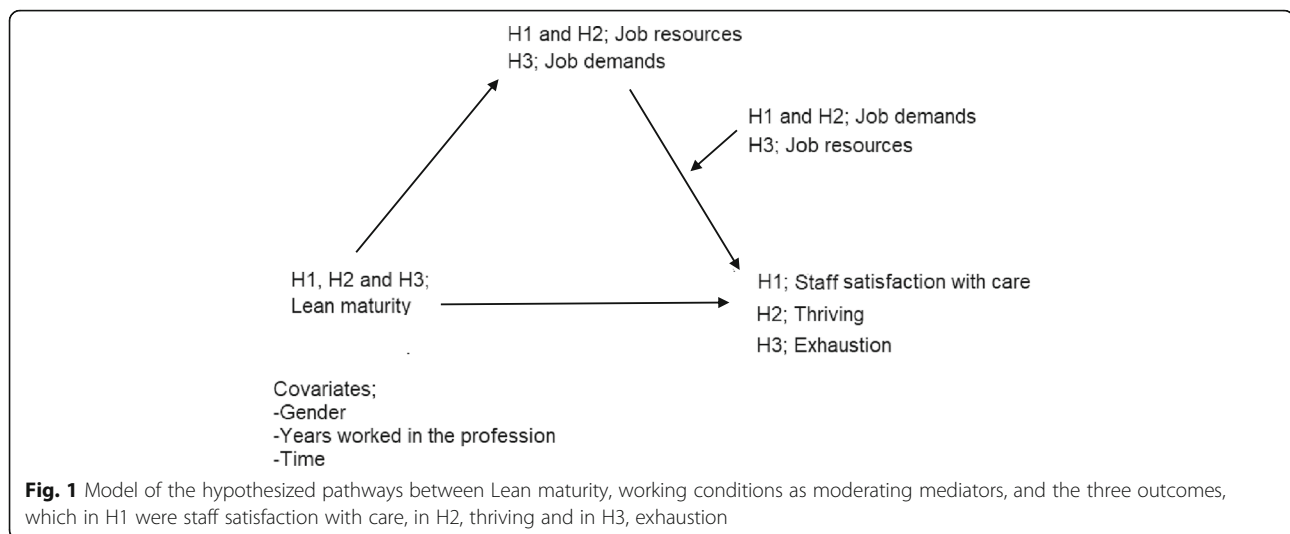 H1 and H2; Job resources
H3; Job demands
H1 and H2; Job demands
H3; Job resources
H1, H2 and H3;
Lean maturity
H1; Staff satisfaction with care
H2; Thriving
H3; Exhaustion
Covariates;
-Gender
-Years worked in the profession
-Time
Fig. 1 Model of the hypothesized pathways between Lean maturity, working conditions as moderating mediators, and the three outcomes,
which in H1 were staff satisfaction with care, in H2, thriving and in H3, exhaustion